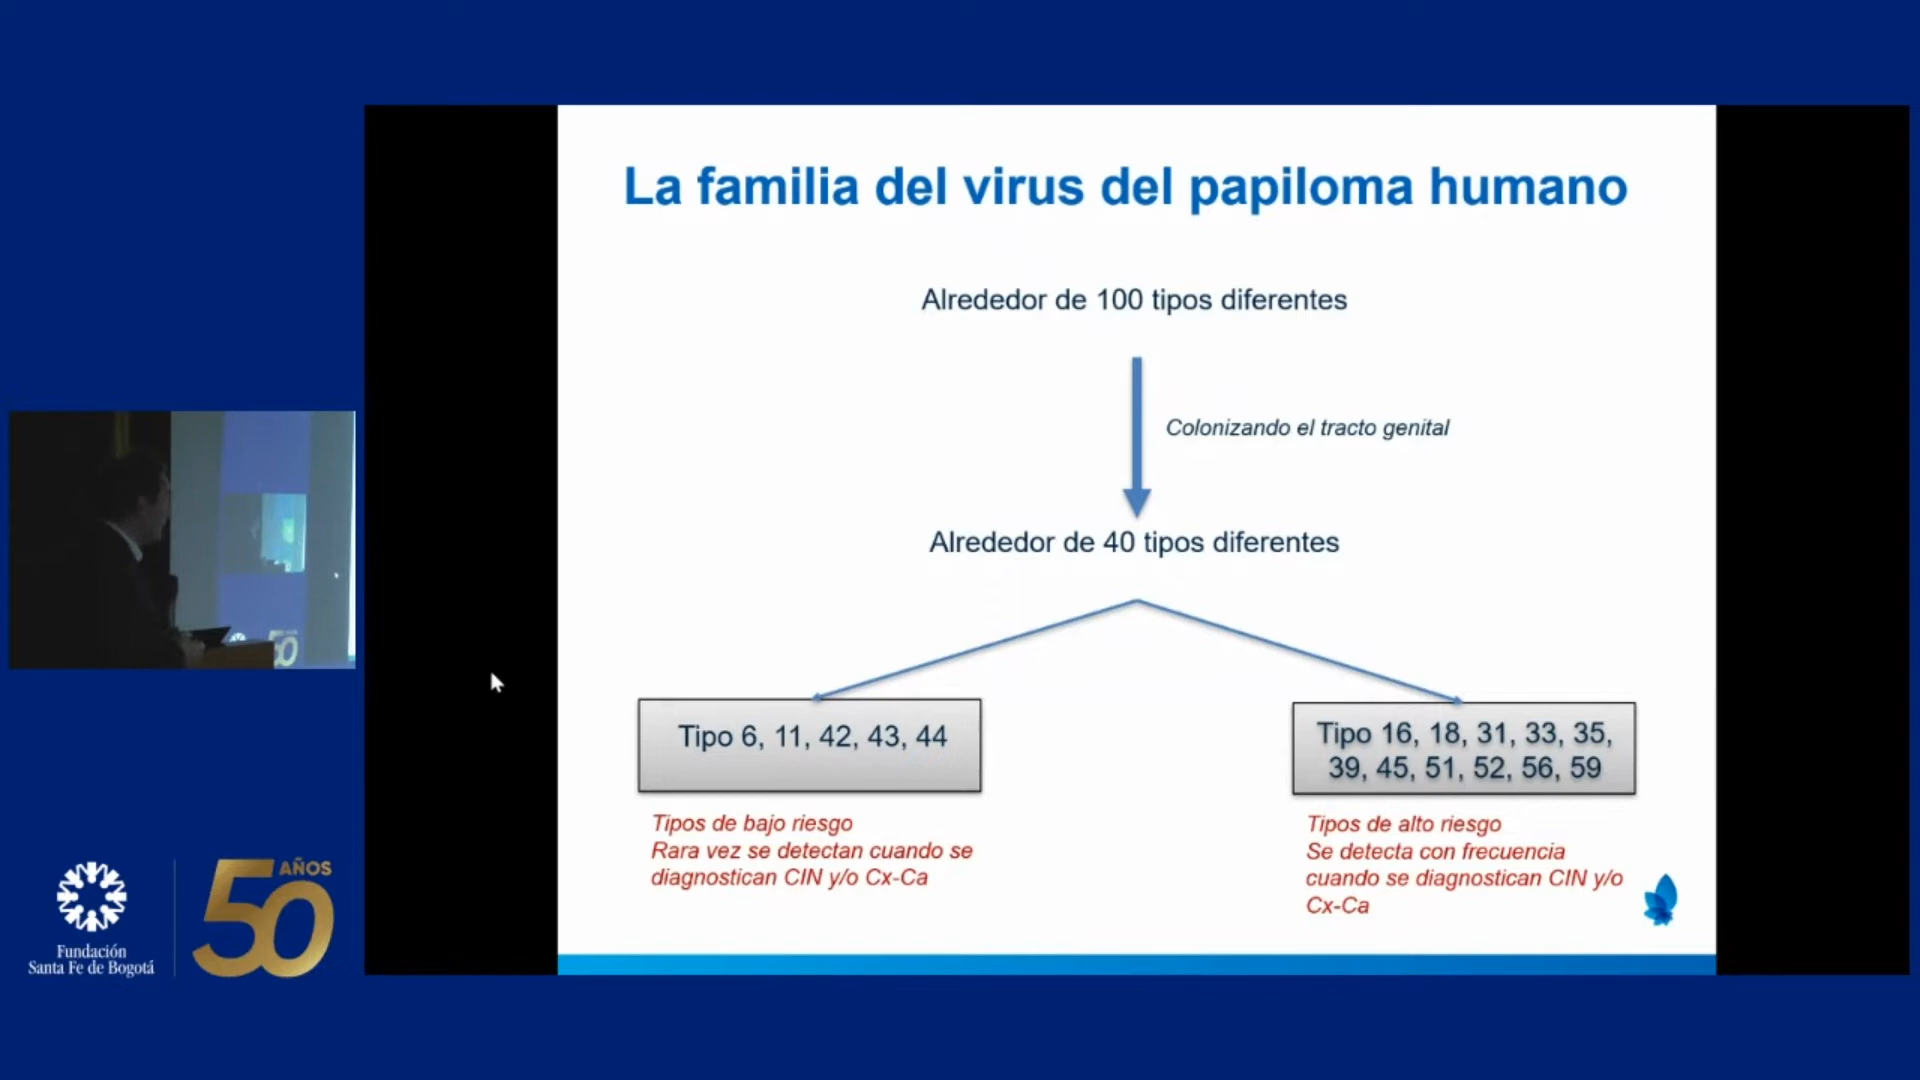 La familia del virus del papiloma humano
Alrededor de 100 tipos diferentes
Colonizando el tracto genital
Alrededor de 40 tipos diferentes
Tipo 6, 11, 42, 43, 44
Tipos de bajo riesgo
Rara vez se detectan cuando se
diagnostican CIN y/o Cx-Ca
Tipo 16, 18, 31, 33, 35,
39, 45, 51, 52, 56, 59
Tipos de alto riesgo
Se detecta con frecuencia
cuando se diagnostican CIN y/o
Cx-Ca
50
Fundación
Santa Fe de Bogotá
50 AÑOS